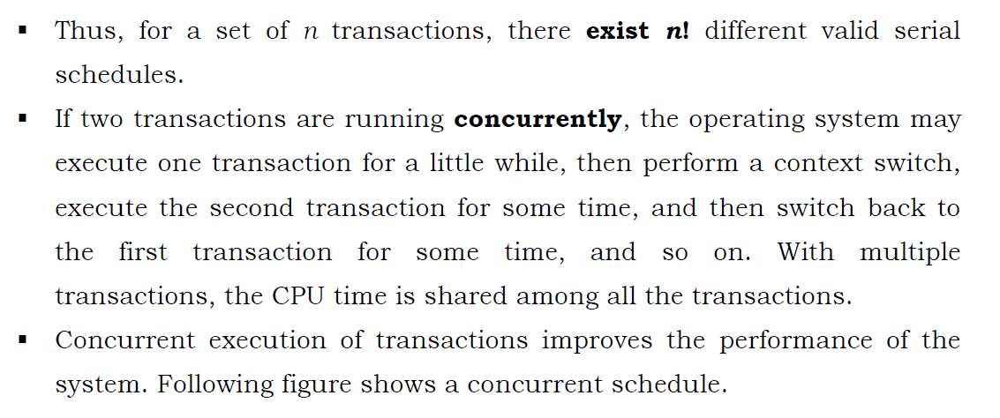 ▪ Thus, for a set of n transactions, there exist n! different valid serial
schedules.
▪ If two transactions are running concurrently, the operating system may
execute one transaction for a little while, then perform a context switch,
execute the second transaction for some time, and then switch back to
the first transaction for some time, and so on. With multiple
transactions, the CPU time is shared among all the transactions.
▪ Concurrent execution of transactions improves the performance of the
system. Following figure shows a concurrent schedule.